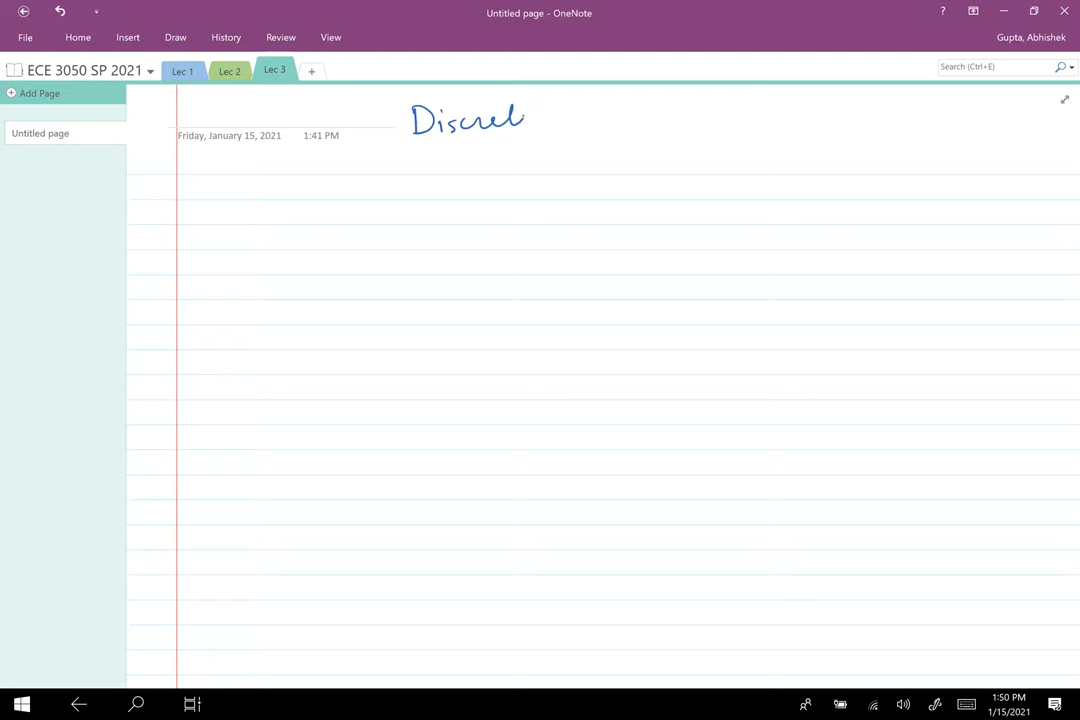 Untitled page - OneNote
?
File Home Insert Draw History Review View Gupta, Abhishek
ECE 3050 SP 2021 Lec 1 Lec 2 Lec 3 + Search (Ctrl+E)
Add Page
Discret
Untitled page
Friday, January 15, 2021 1:41 PM
1:50 PM
1/15/2021